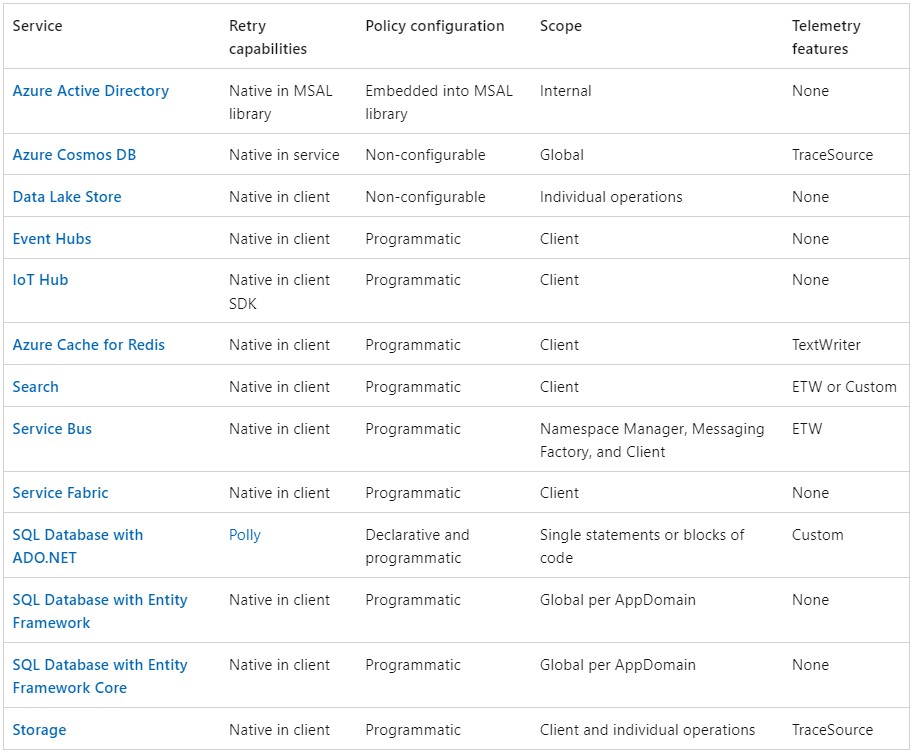 Service Retry Policy configuration Scope Telemetry
capabilities features
Azure Active Directory Native in MSAL Embedded into MSAL Internal None
library library
Azure Cosmos DB Native in service Non-configurable Global TraceSource
Data Lake Store Native in client Non-configurable Individual operations None
Event Hubs Native in client Programmatic Client None
IoT Hub Native in client Programmatic Client None
SDK
Azure Cache for Redis Native in client Programmatic Client TextWriter
Search Native in client Programmatic Client ETW or Custom
Service Bus Native in client Programmatic Namespace Manager, Messaging ETW
Factory, and Client
Service Fabric Native in client Programmatic Client None
SQL Database with Polly Declarative and Single statements or blocks of Custom
ADO.NET programmatic code
SQL Database with Entity Native in client Programmatic Global per AppDomain None
Framework
SQL Database with Entity Native in client Programmatic Global per AppDomain None
Framework Core
Storage Native in client Programmatic Client and individual operations TraceSource